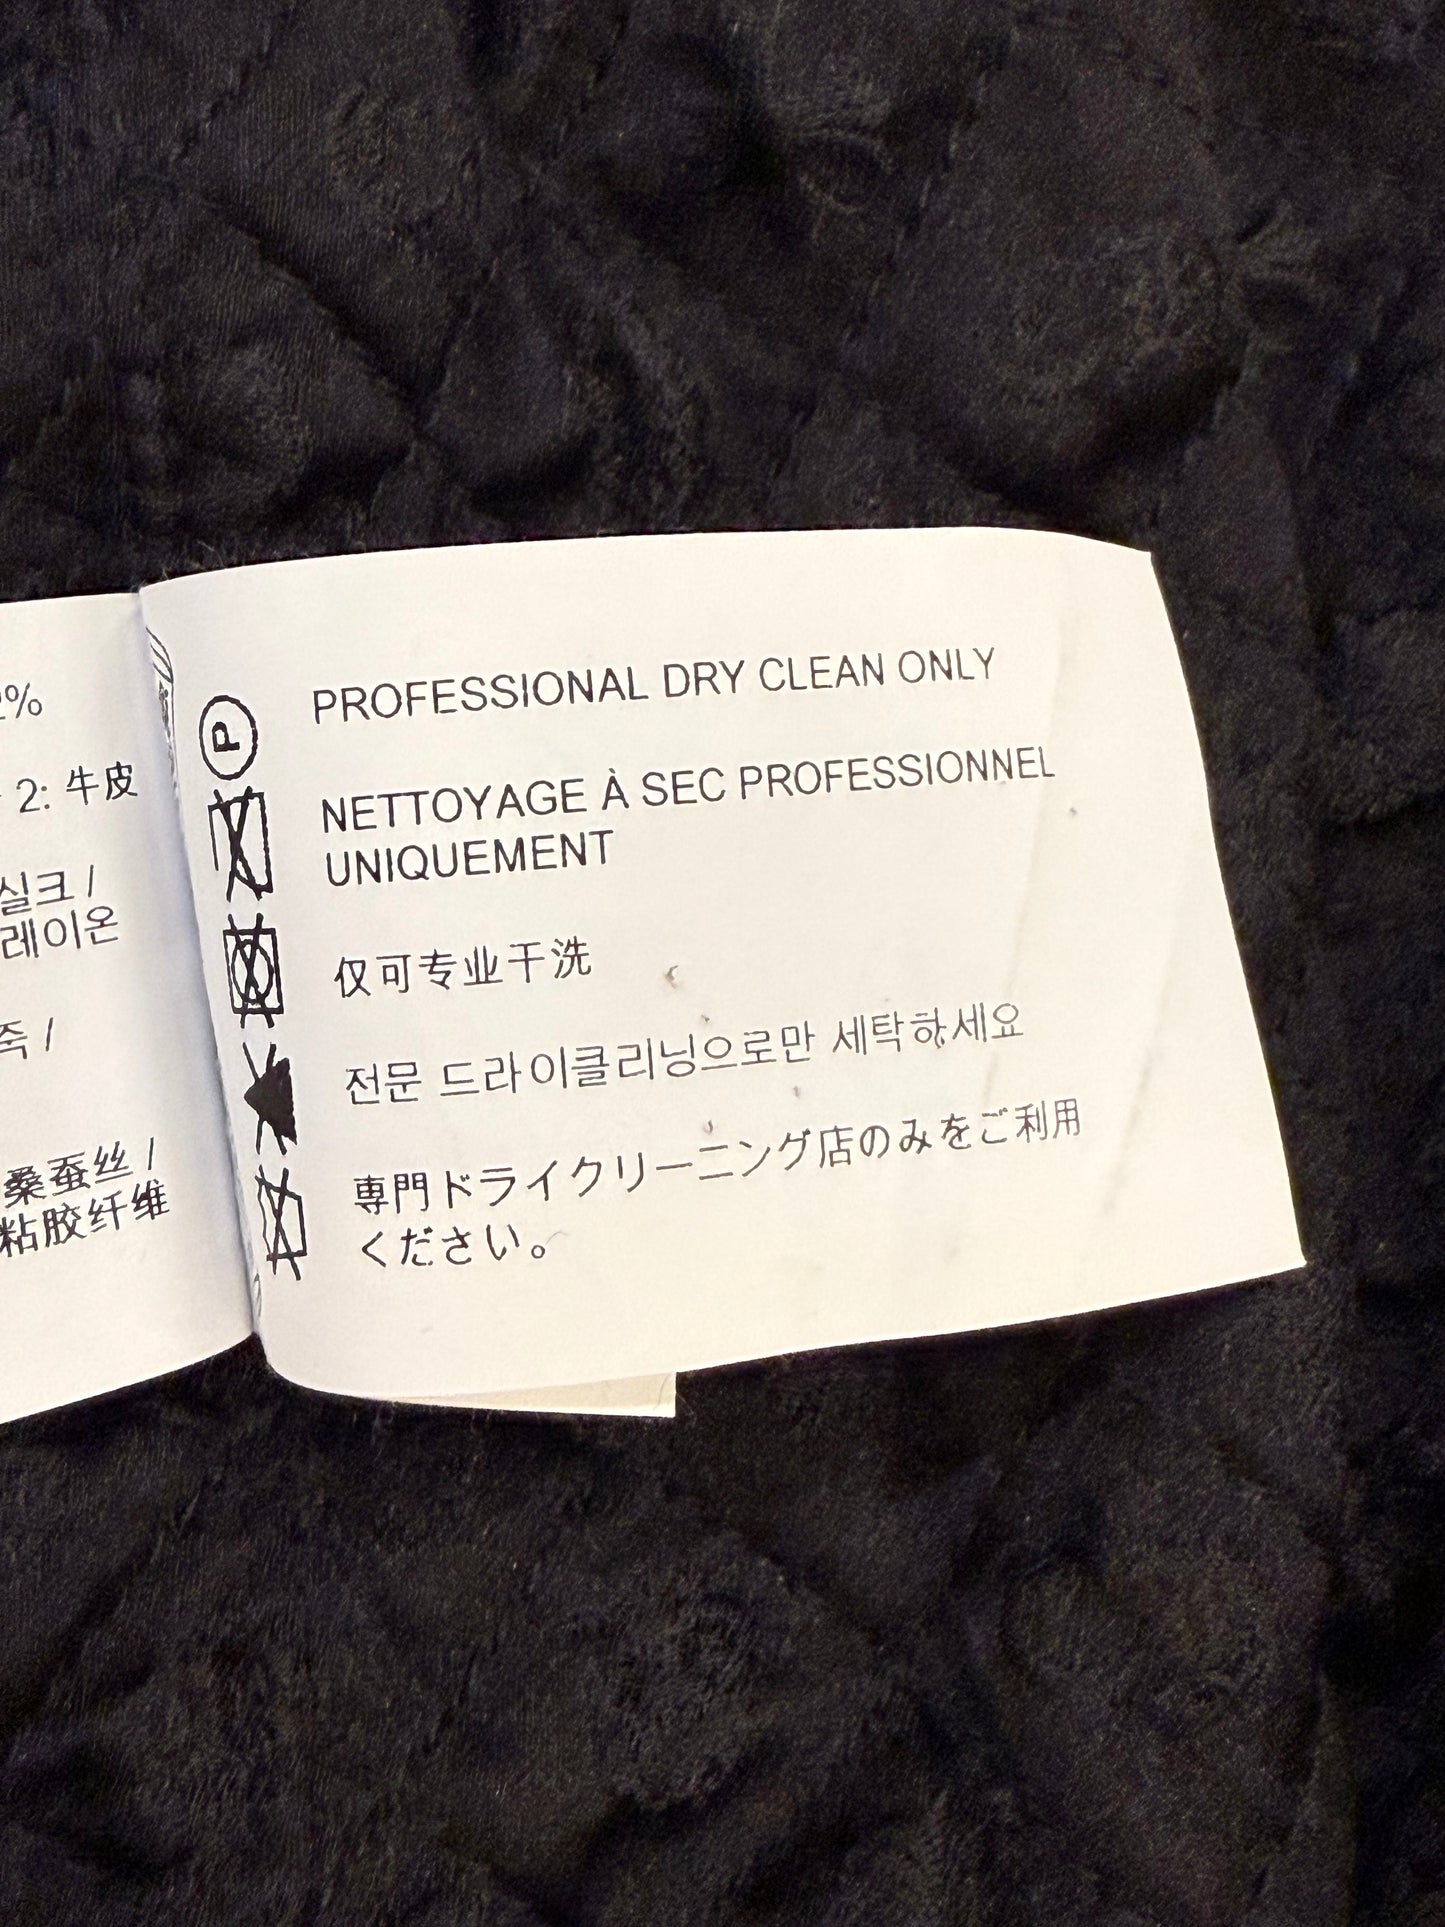 2%
2: 牛皮
실크 /
레이온
죽 /
桑蚕丝 /
粘胶纤维
P
PROFESSIONAL DRY CLEAN ONLY
NETTOYAGE À SEC PROFESSIONNEL
UNIQUEMENT
仅可专业干洗
전문 드라이클리닝으로만 세탁하세요
専門ドライクリーニング店のみをご利用
ください。